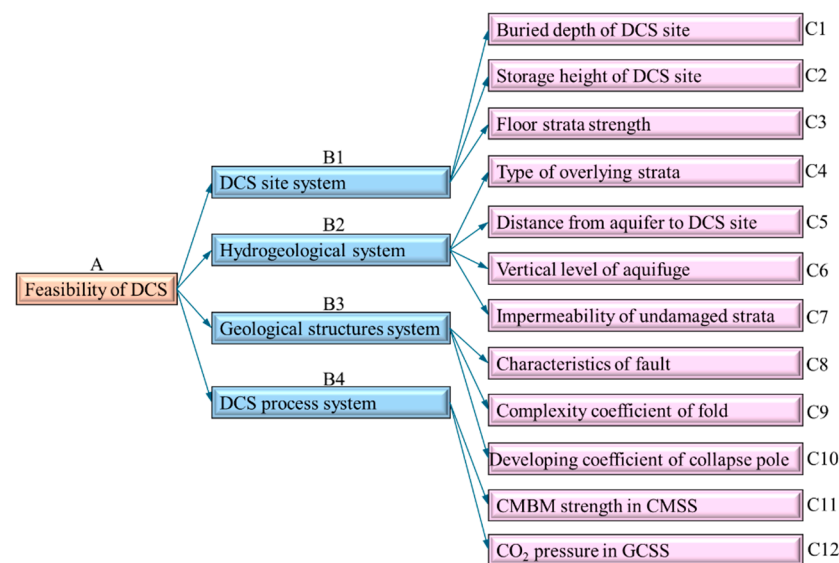 A
Feasibility of DCS
B1
DCS site system
B2
Hydrogeological system
B3
Geological structures system
B4
DCS process system
Buried depth of DCS site C1
Storage height of DCS site C2
Floor strata strength C3
Type of overlying strata C4
Distance from aquifer to DCS site C5
Vertical level of aquifuge C6
Impermeability of undamaged strata C7
Characteristics of fault C8
Complexity coefficient of fold C9
Developing coefficient of collapse pole C10
CMBM strength in CMSS C11
CO₂ pressure in GCSS C12